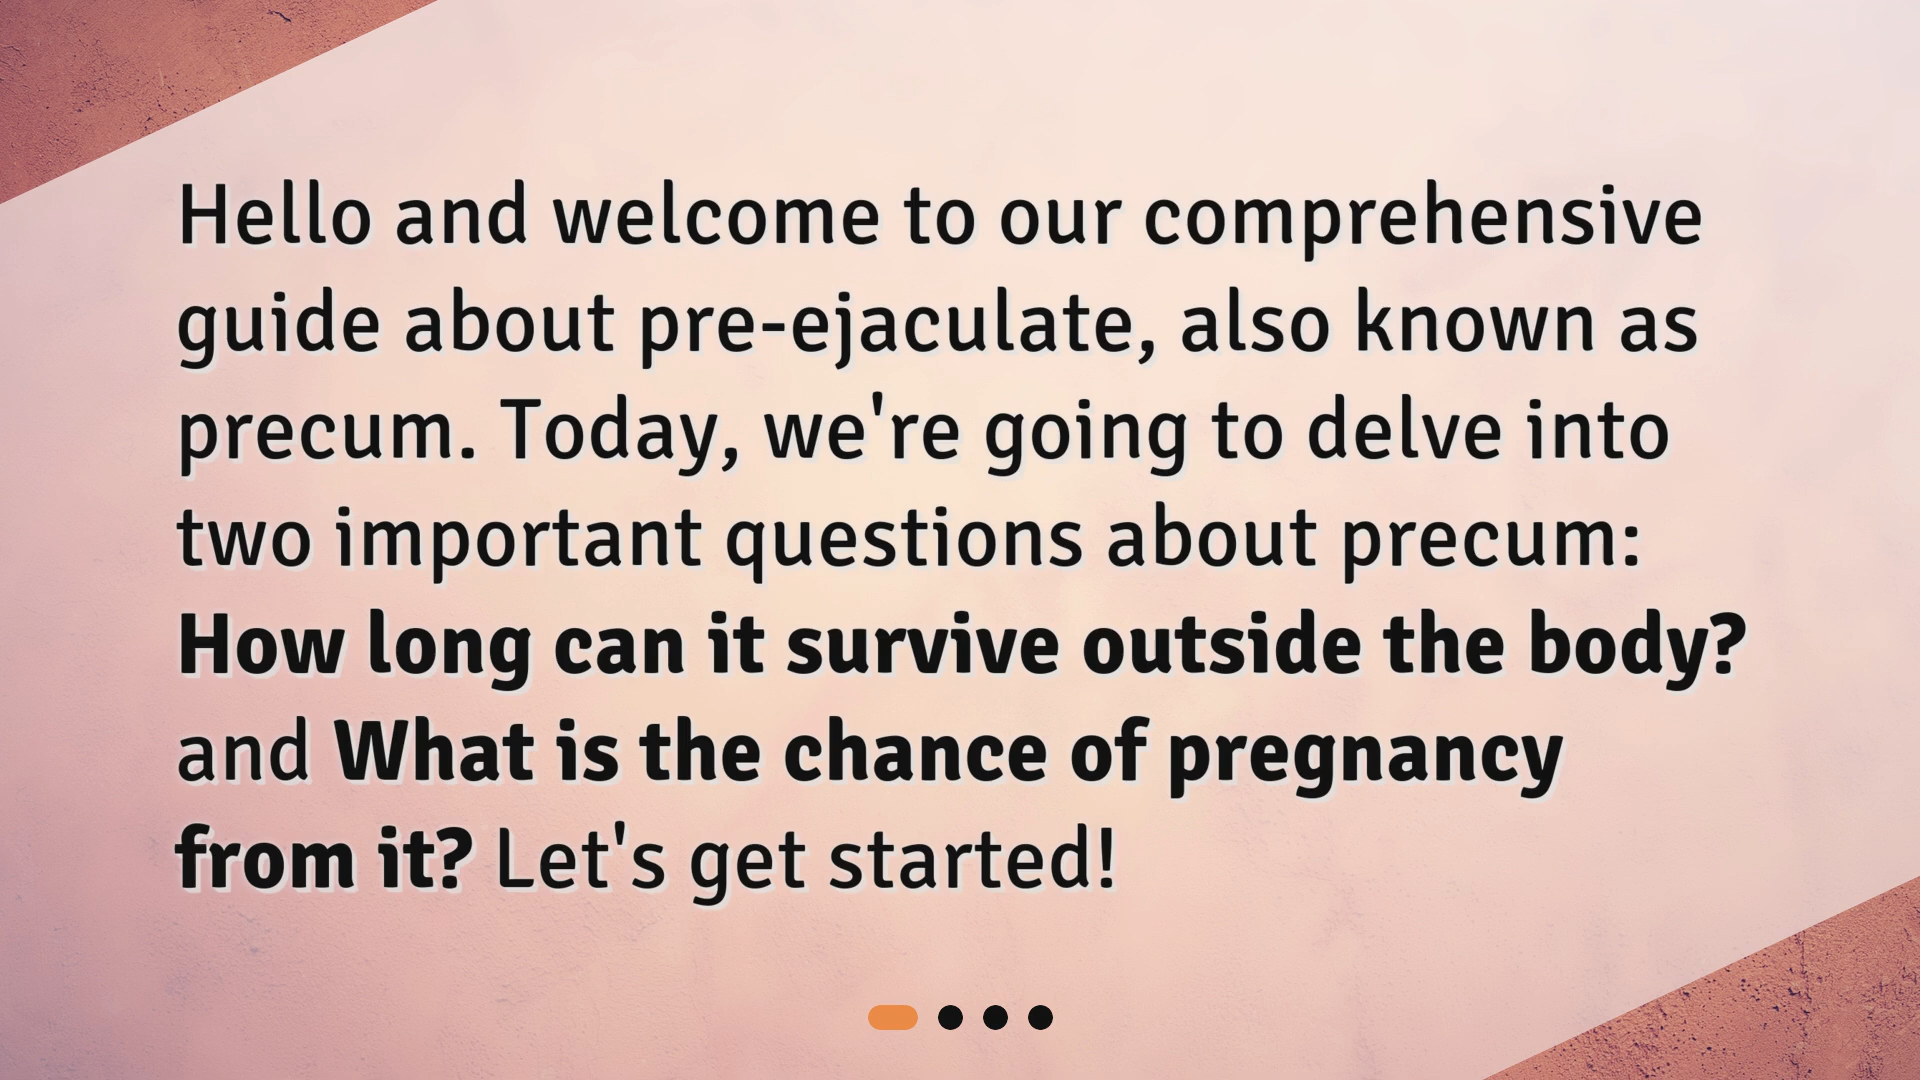 Hello and welcome to our comprehensive
guide about pre-ejaculate, also known as
precum. Today, we're going to delve into
two important questions about precum:
How long can it survive outside the body?
and What is the chance of pregnancy
from it? Let's get started!